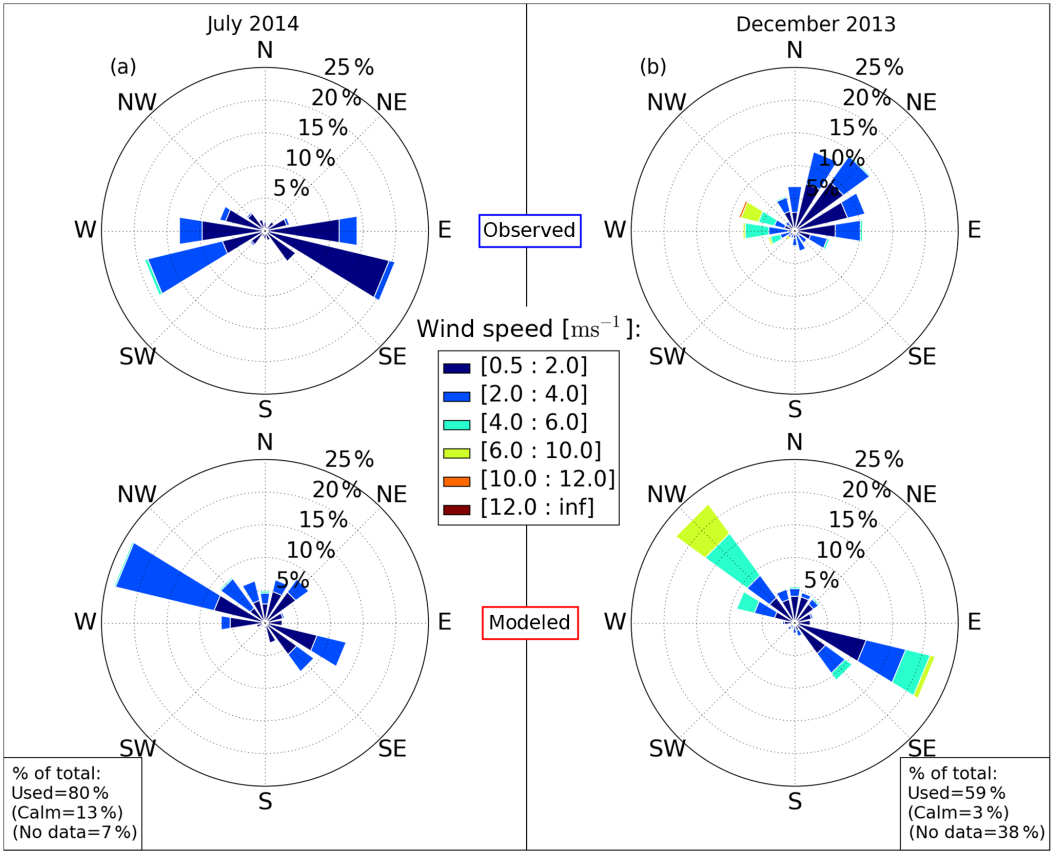 July 2014
December 2013
(a)
N
25 %
NW
20 %
NE
15 %
10 %
5 %
W
E
SW
SE
S
(b)
N
25 %
NW
20 %
NE
15 %
10 %
5 %
W
E
SW
SE
S
Observed
Wind speed [ms⁻¹]:
[0.5 : 2.0]
[2.0 : 4.0]
[4.0 : 6.0]
[6.0 : 10.0]
[10.0 : 12.0]
[12.0 : inf]
N
25 %
NW
20 %
NE
15 %
10 %
5 %
W
E
SW
SE
S
N
25 %
NW
20 %
NE
15 %
10 %
5 %
W
E
SW
SE
S
Modeled
% of total:
Used=80 %
(Calm=13 %)
(No data=7 %)
% of total:
Used=59 %
(Calm=3 %)
(No data=38 %)